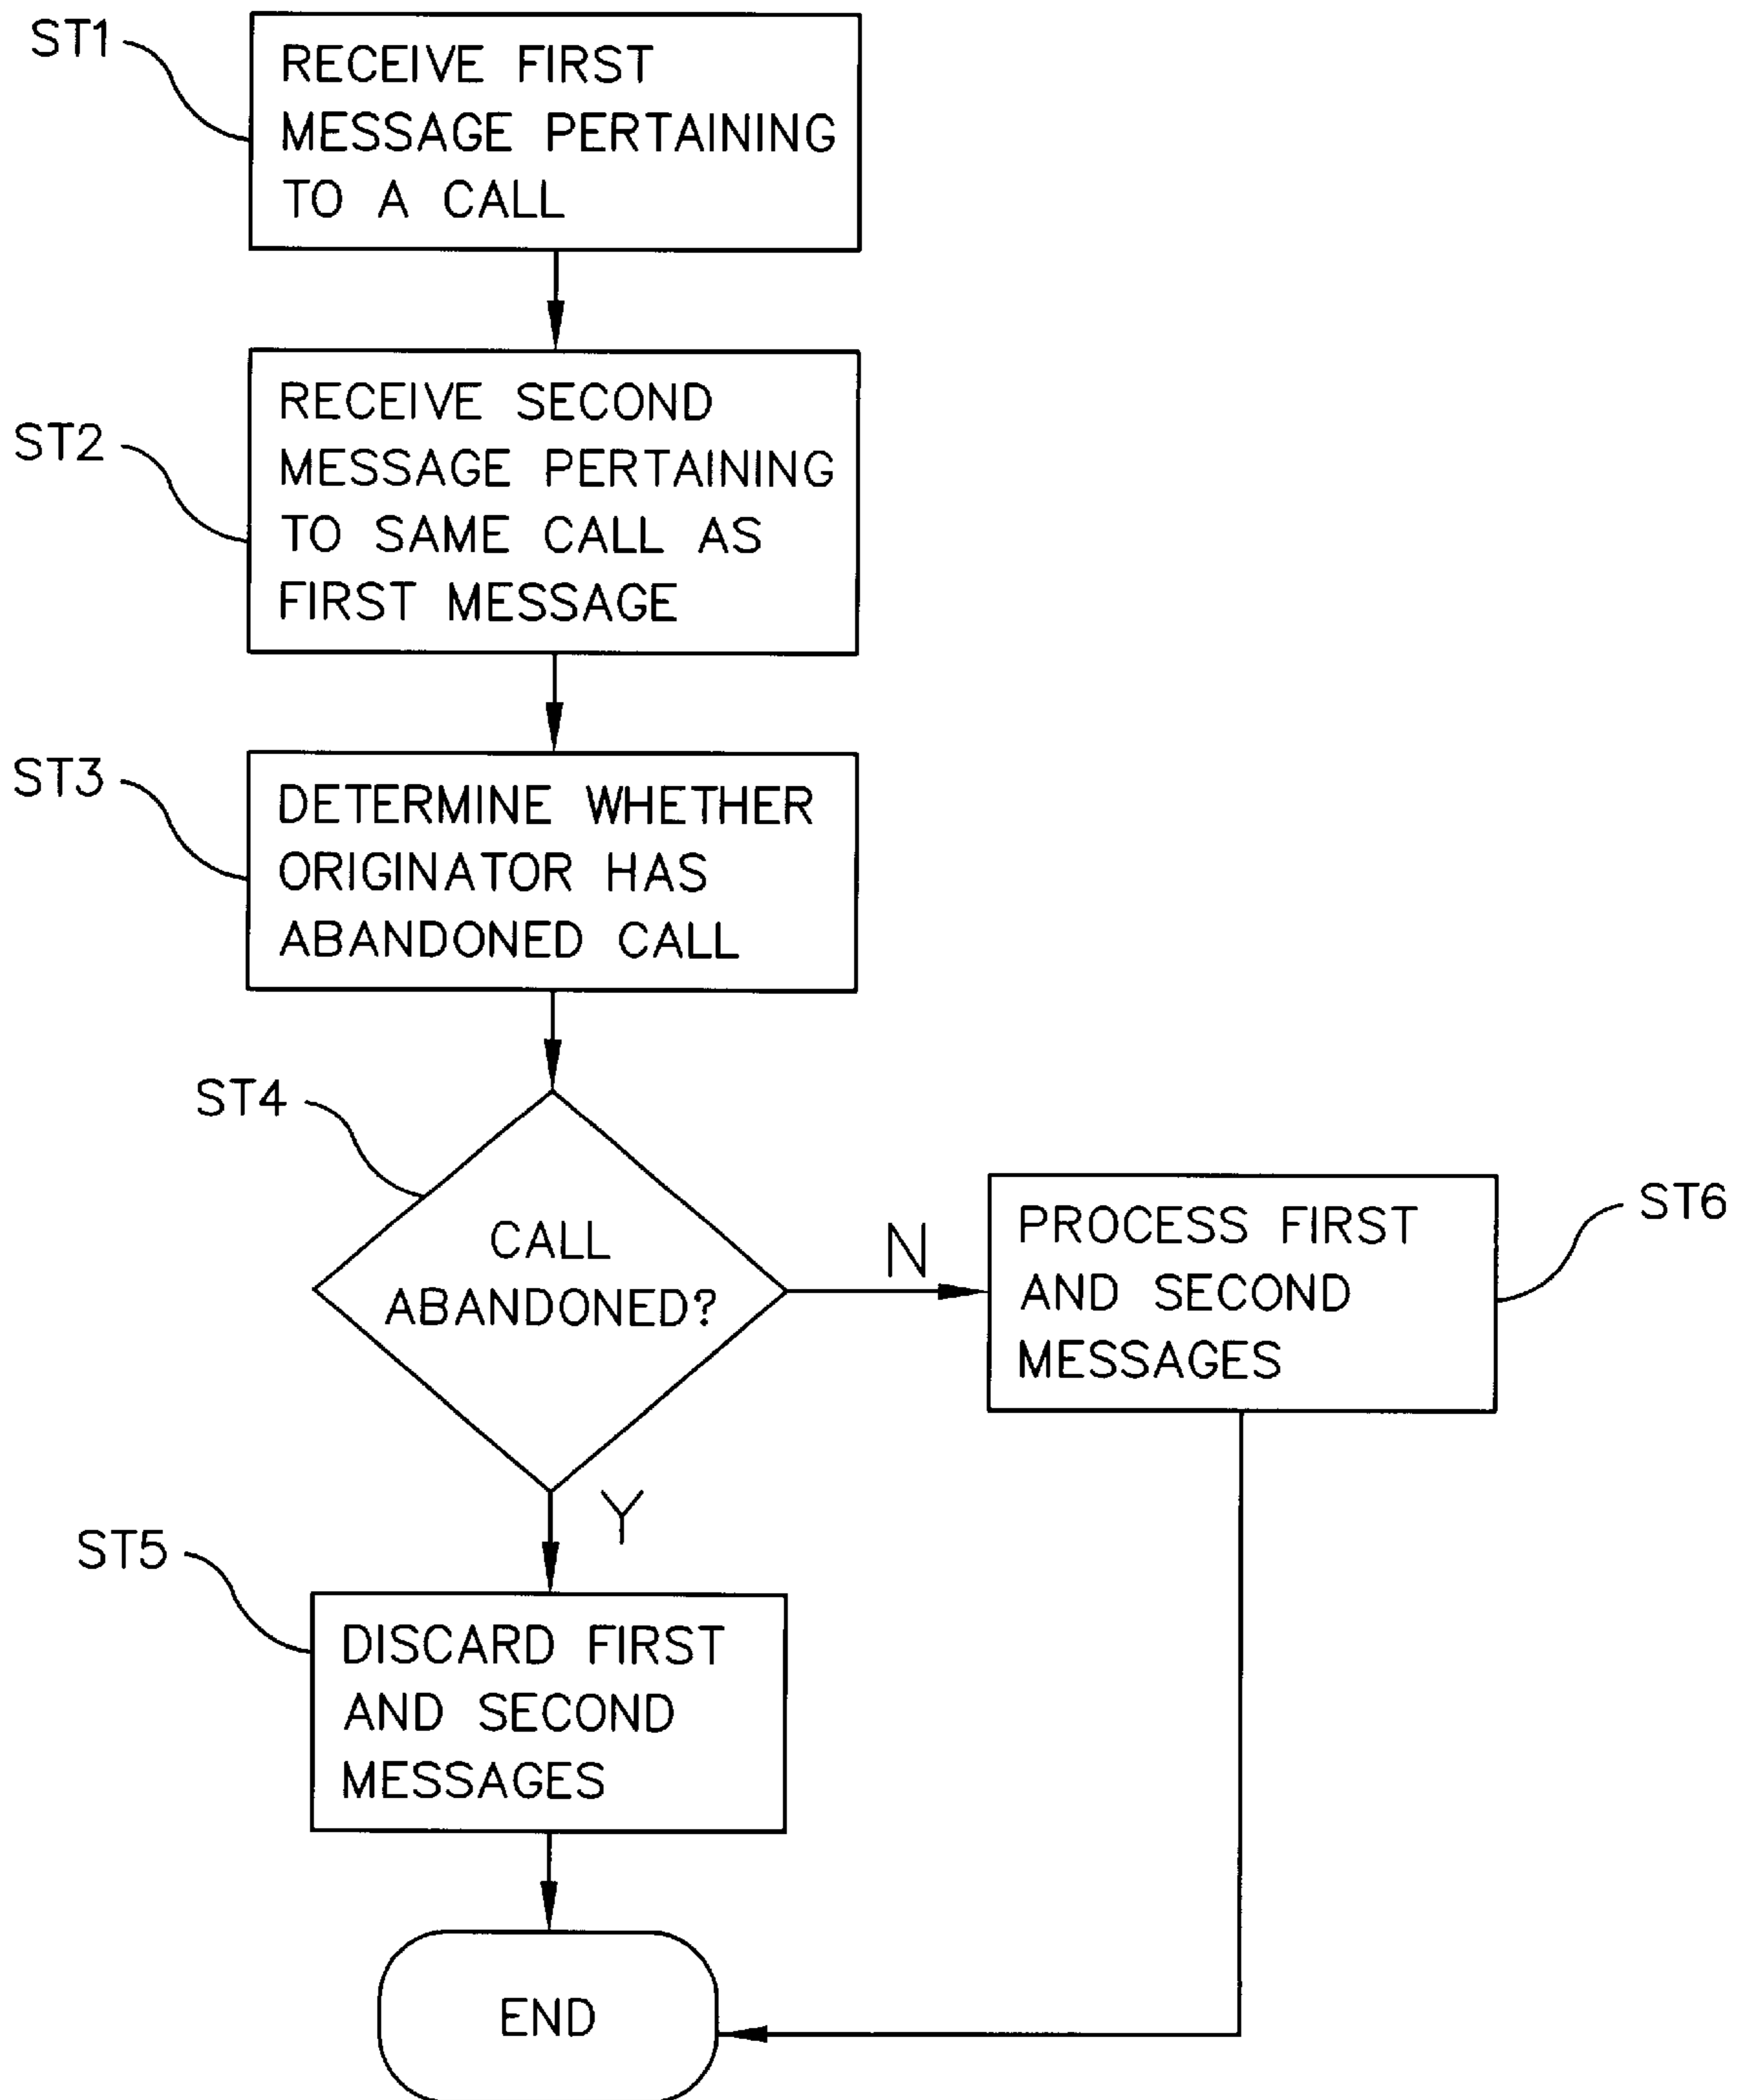 ST1
RECEIVE FIRST
MESSAGE PERTAINING
TO A CALL
ST2
RECEIVE SECOND
MESSAGE PERTAINING
TO SAME CALL AS
FIRST MESSAGE
ST3
DETERMINE WHETHER
ORIGINATOR HAS
ABANDONED CALL
ST4
CALL
ABANDONED?
N
PROCESS FIRST
AND SECOND
MESSAGES
ST6
Y
ST5
DISCARD FIRST
AND SECOND
MESSAGES
END